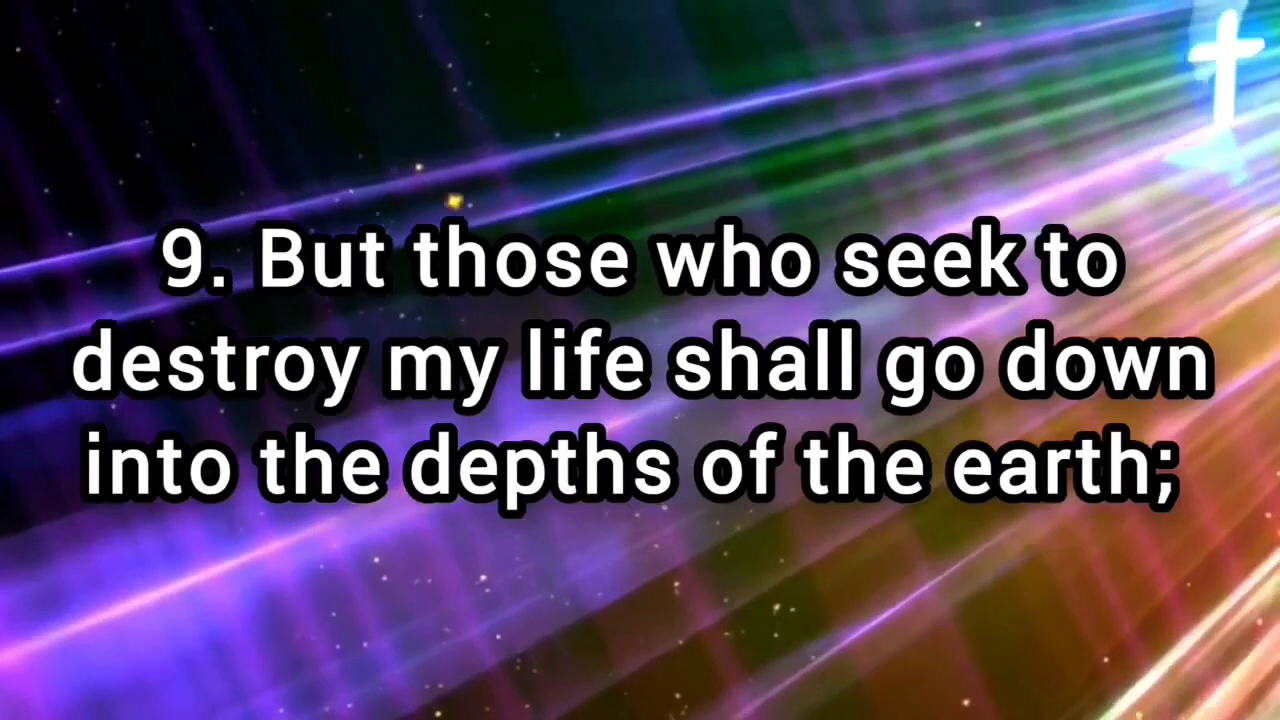 9. But those who seek to
destroy my life shall go down
into the depths of the earth;